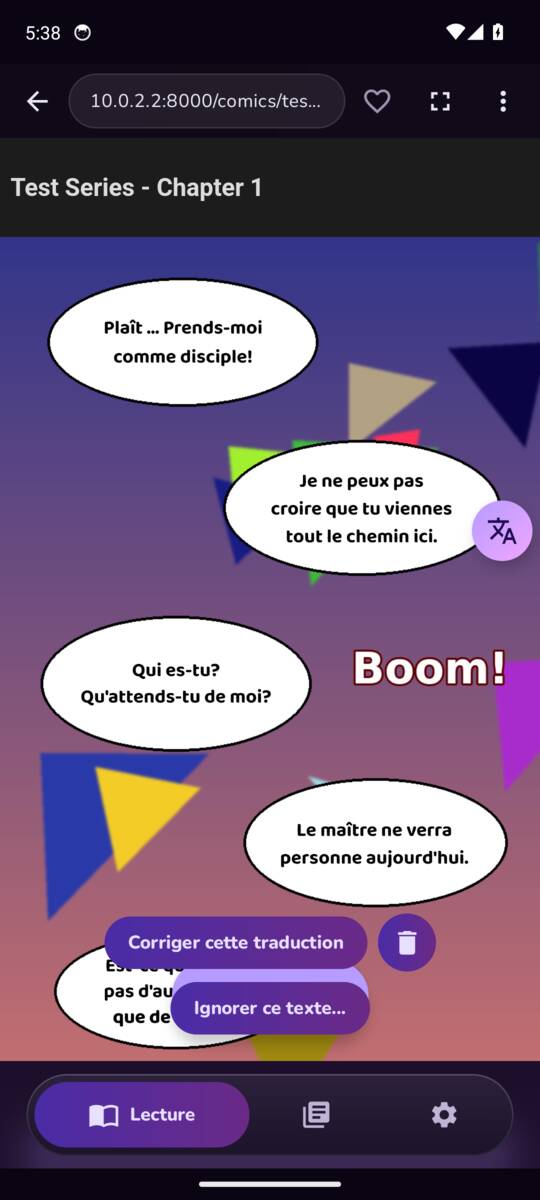 5:38
10.0.2.2:8000/comics/tes...
Test Series - Chapter 1
Plaît ... Prends-moi
comme disciple!
Je ne peux pas
croire que tu viennes
tout le chemin ici.
Qui es-tu?
Qu'attends-tu de moi?
Boom!
Le maître ne verra
personne aujourd'hui.
Corriger cette traduction
pas d'au
que de
Ignorer ce texte...
Lecture